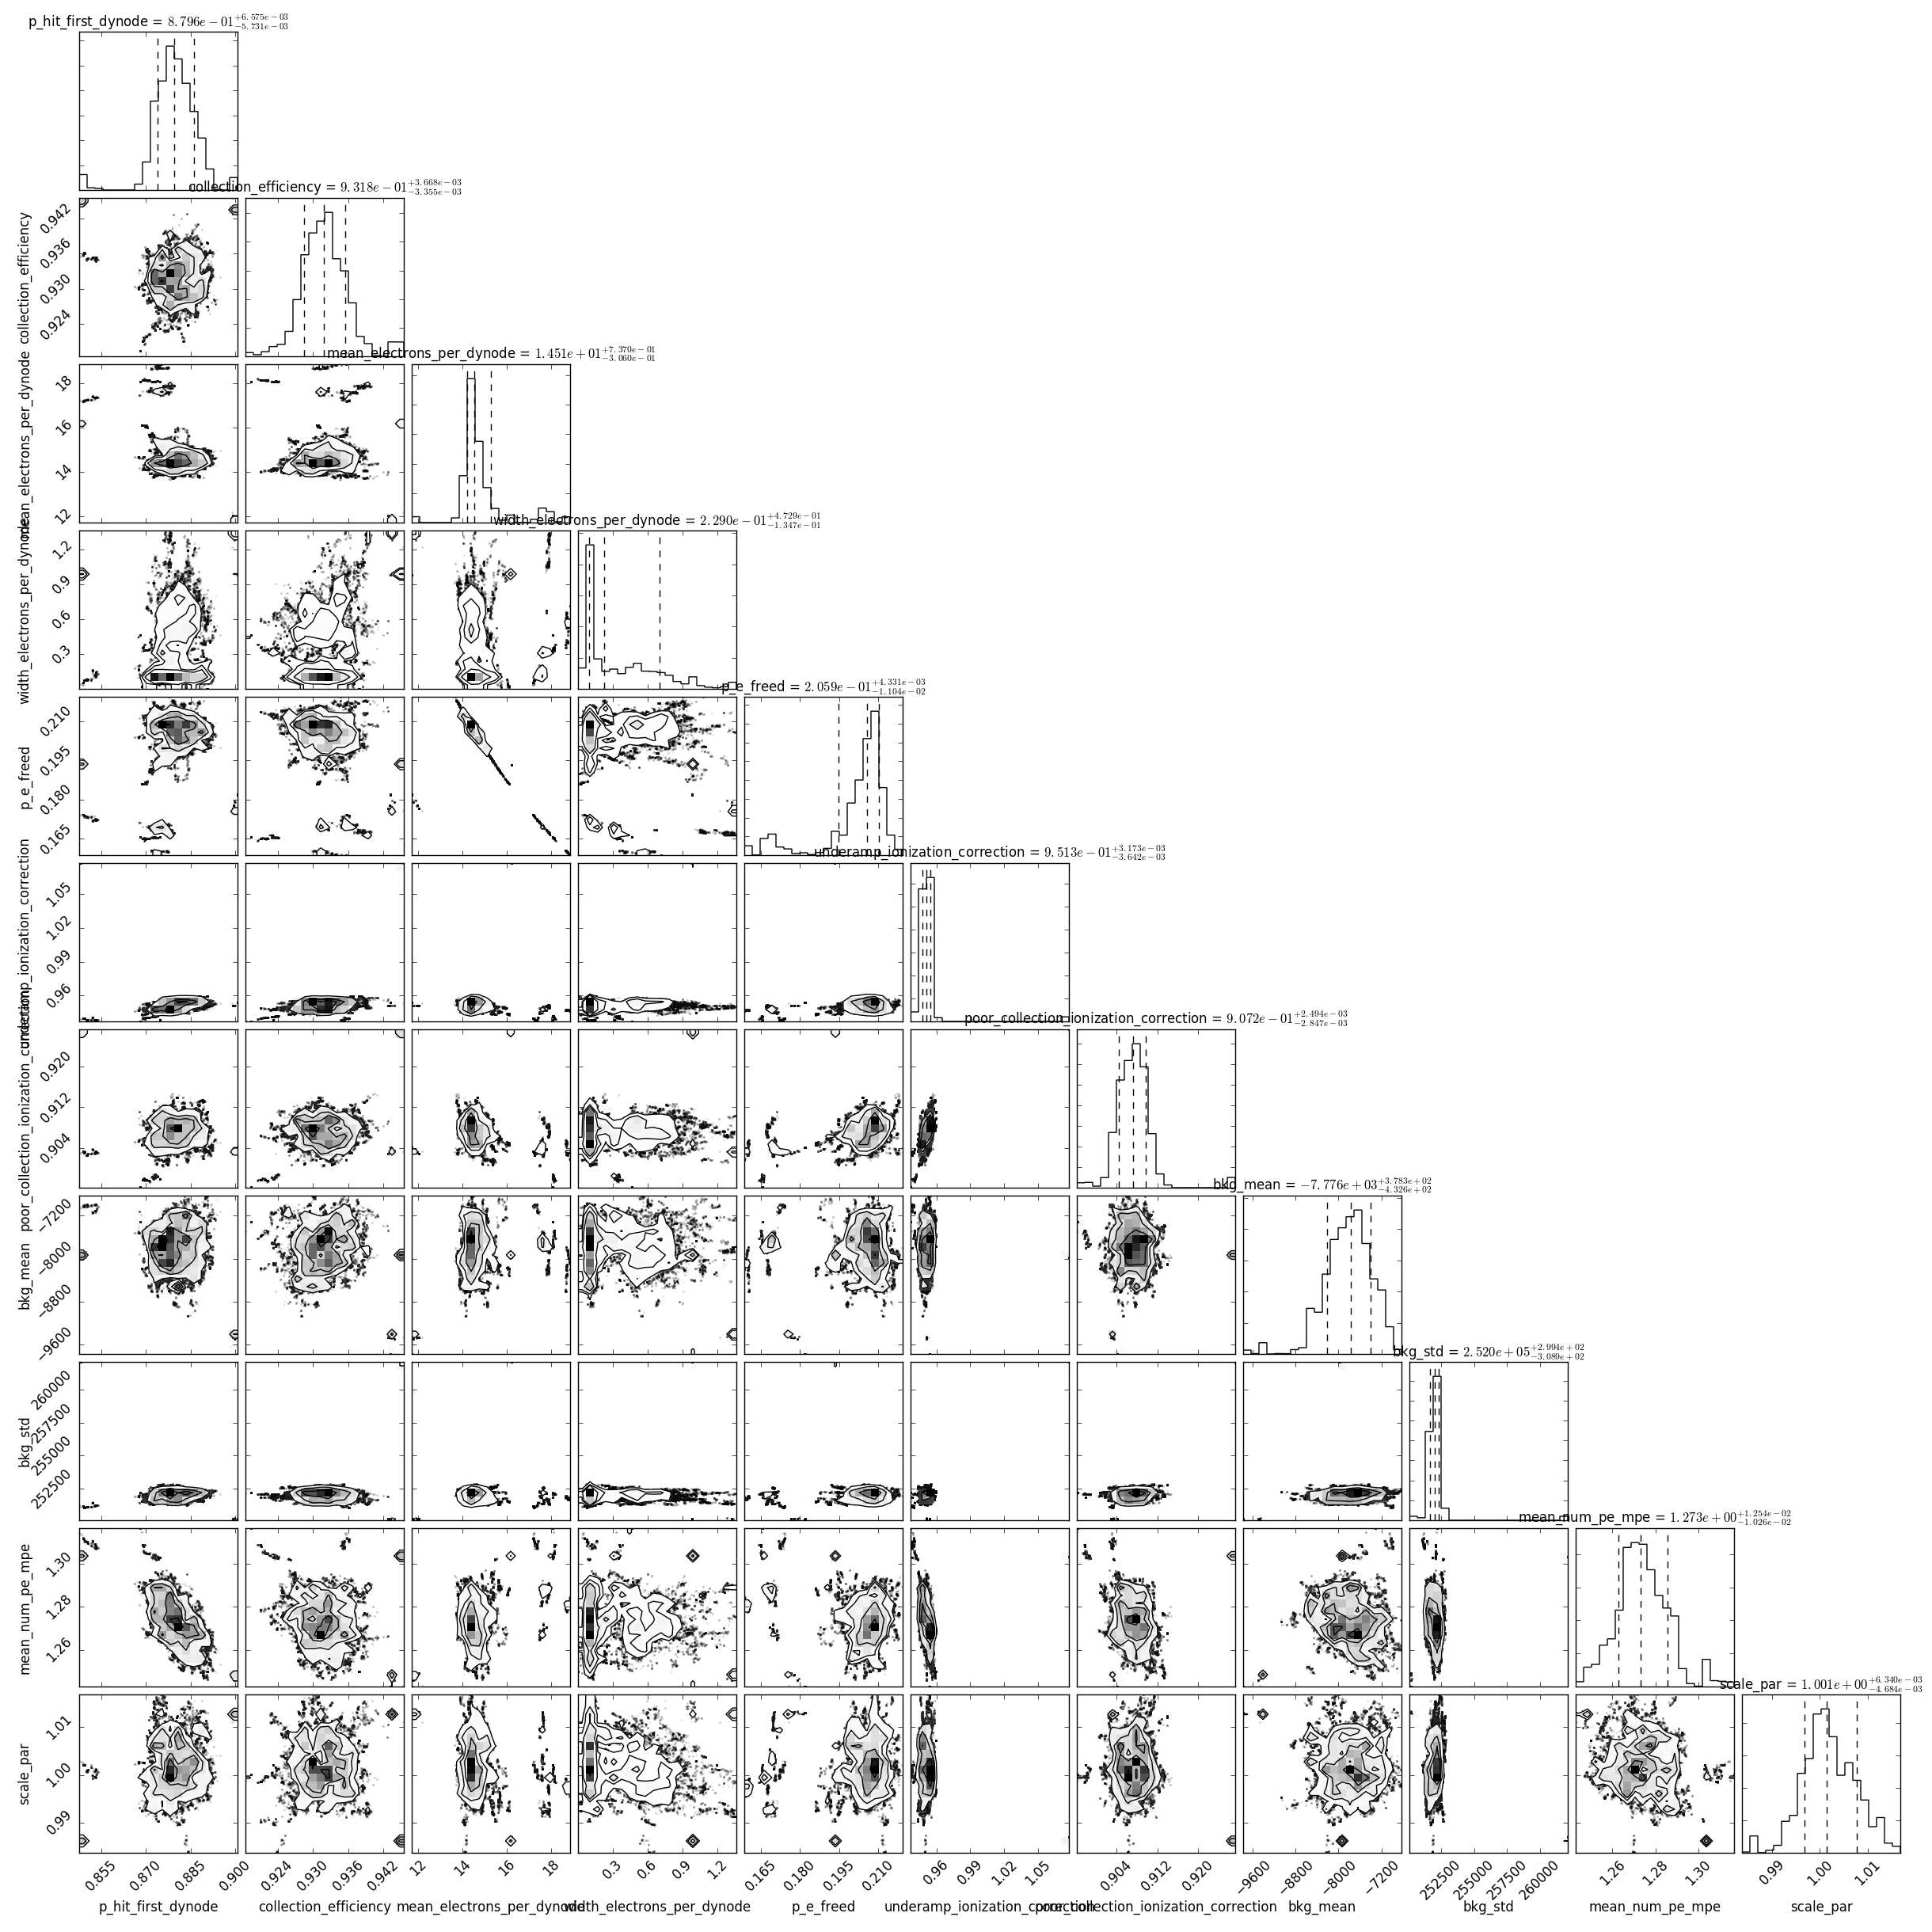 p_hit_first_dynode = 8.796e−01 +6.575e−03 −5.731e−03
collection_efficiency = 9.318e−01 +3.668e−03 −3.355e−03
0.942
0.936
0.930
0.924
collection_efficiency
mean_electrons_per_dynode = 1.451e+01 +7.370e−01 −3.060e−01
18
16
14
12
mean_electrons_per_dynode
width_electrons_per_dynode = 2.290e−01 +4.729e−01 −1.347e−01
1.2
0.9
0.6
0.3
width_electrons_per_dynode
p_e_freed = 2.059e−01 +4.331e−03 −1.104e−02
0.210
0.195
0.180
0.165
p_e_freed
underamp_ionization_correction = 9.513e−01 +3.173e−03 −3.642e−03
1.05
1.02
0.99
0.96
underamp_ionization_correction
poor_collection_ionization_correction = 9.072e−01 +2.494e−03 −2.847e−03
0.920
0.912
0.904
poor_collection_ionization_correction
bkg_mean = −7.776e+03 +3.783e+02 −4.326e+02
−7200
−8000
−8800
−9600
bkg_mean
bkg_std = 2.520e+05 +2.994e+02 −3.089e+02
260000
257500
255000
252500
bkg_std
mean_num_pe_mpe = 1.273e+00 +1.254e−02 −1.026e−02
1.30
1.28
1.26
mean_num_pe_mpe
scale_par = 1.001e+00 +6.340e−03 −4.684e−03
1.01
1.00
0.99
scale_par
0.855 0.870 0.885 0.900 0.924 0.930 0.936 0.942 12 14 16 18 0.3 0.6 0.9 1.2 0.165 0.180 0.195 0.210 0.96 0.99 1.02 1.05 0.904 0.912 0.920 −9600 −8800 −8000 −7200 252500 255000 257500 260000 1.26 1.28 1.30 0.99 1.00 1.01
p_hit_first_dynode collection_efficiency mean_electrons_per_dynode width_electrons_per_dynode p_e_freed underamp_ionization_correction poor_collection_ionization_correction bkg_mean bkg_std mean_num_pe_mpe scale_par